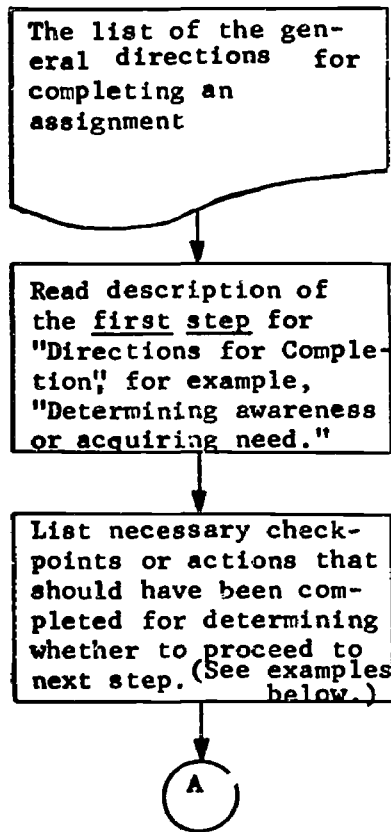 The list of the gen-
eral directions for
completing an
assignment
Read description of
the first step for
"Directions for Comple-
tion", for example,
"Determining awareness
or acquiring need."
List necessary check-
points or actions that
should have been com-
pleted for determining
whether to proceed to
next step. (See examples
below.)
A